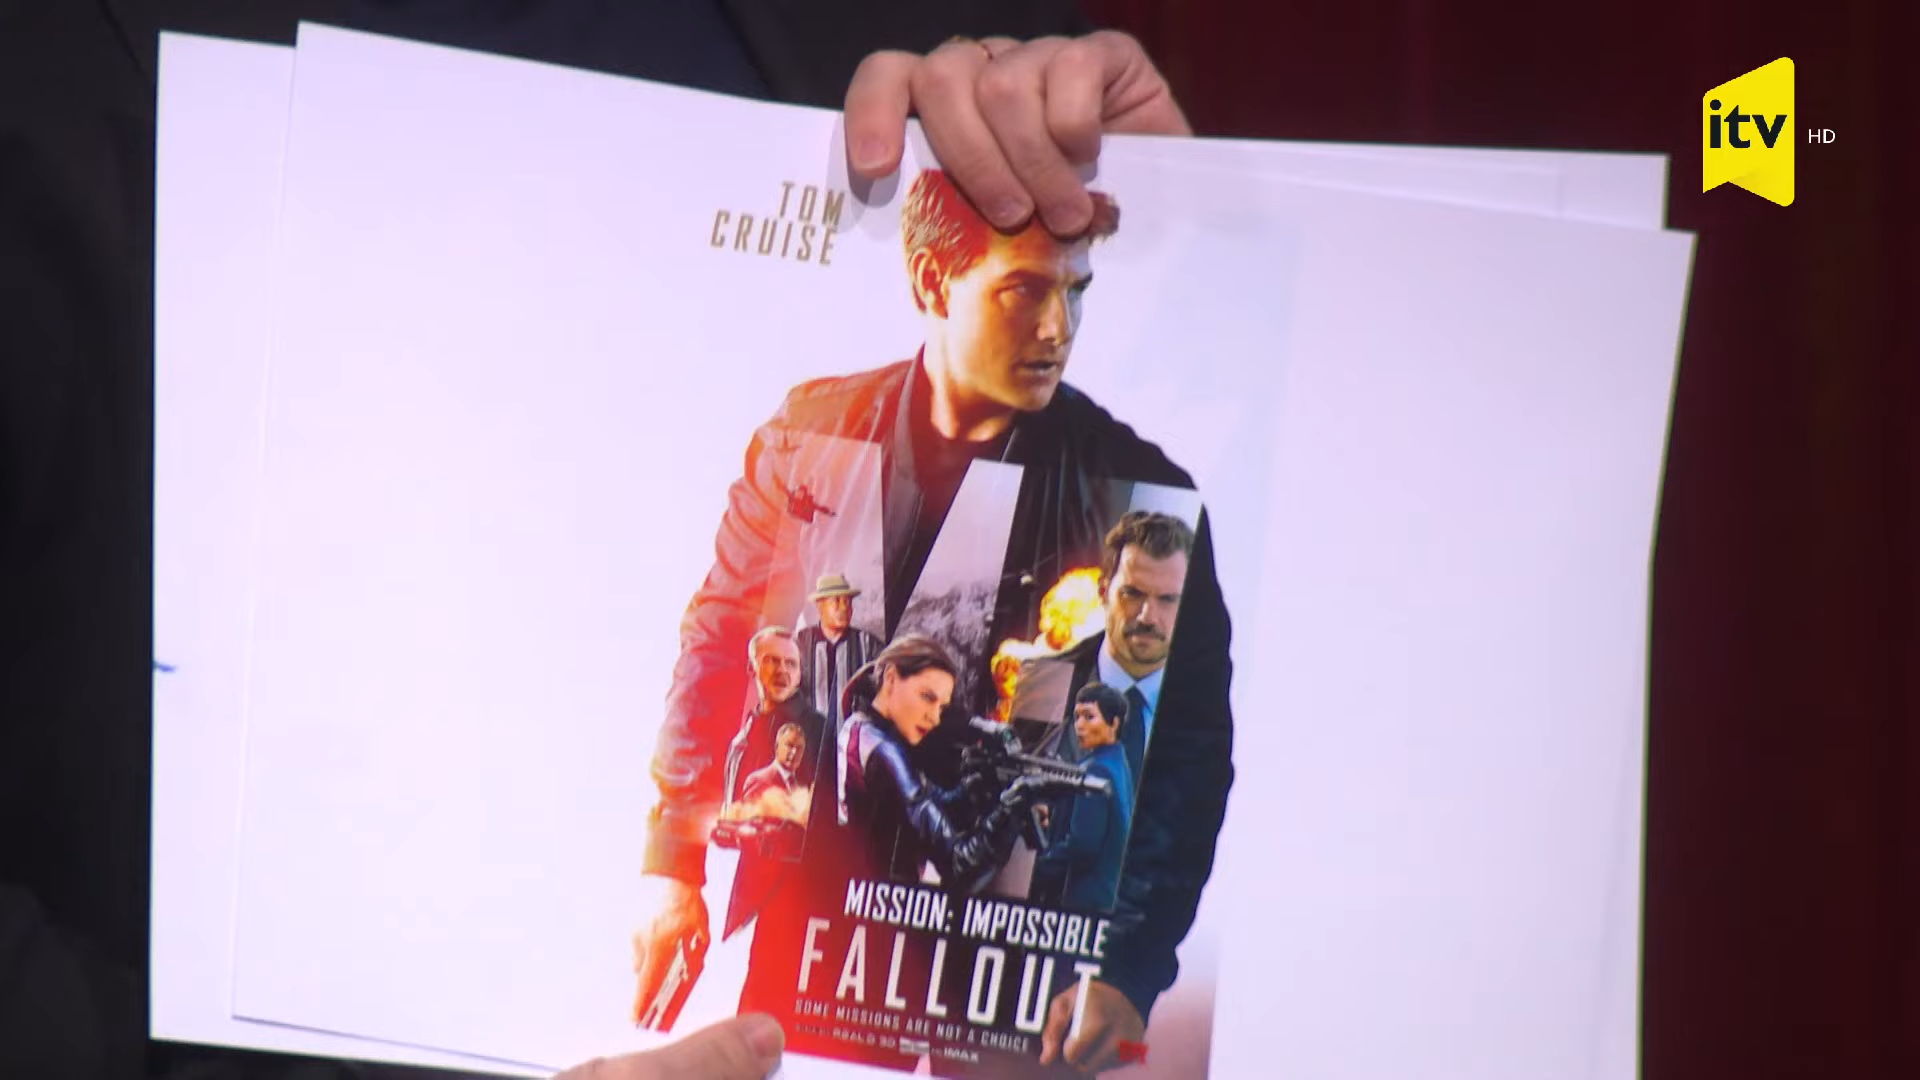 TOM
CRUISE
itv
HD
MISSION: IMPOSSIBLE
FALLOUT
SOME MISSIONS ARE NOT A CHOICE
REALD 3D
IMAX